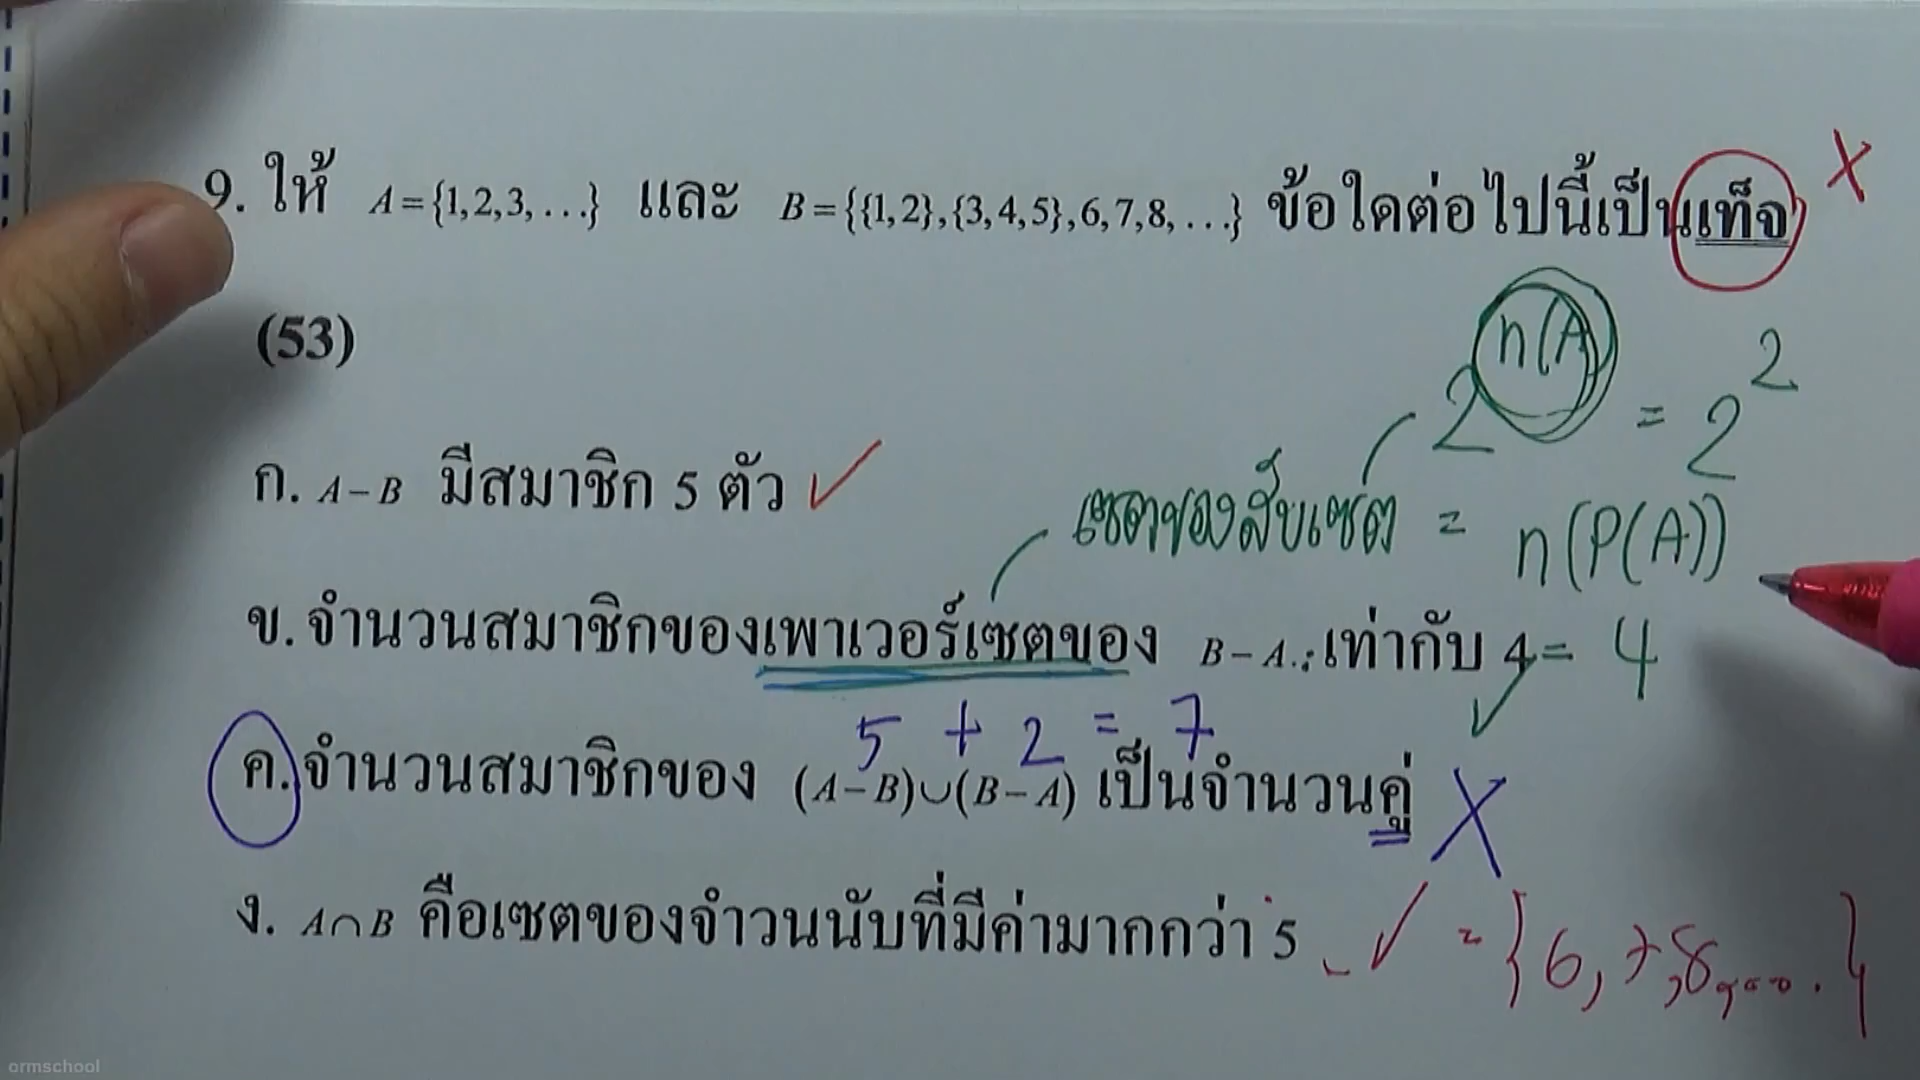 9. ให้ A = {1,2,3,...} และ B = {{1,2},{3,4,5},6,7,8,...} ข้อใดต่อไปนี้เป็นเท็จ X
(53)
2 n(A) = 2 2
ก. A - B มีสมาชิก 5 ตัว ✓
เซตของสับเซต = n(P(A))
ข. จำนวนสมาชิกของเพาเวอร์เซตของ B - A เท่ากับ 4 = 4 ✓
5 + 2 = 7
ค. จำนวนสมาชิกของ (A-B)∪(B-A) เป็นจำนวนคู่ X
ง. A∩B คือเซตของจำวนนับที่มีค่ามากกว่า 5 ✓ = {6,7,8,....}
ormschool